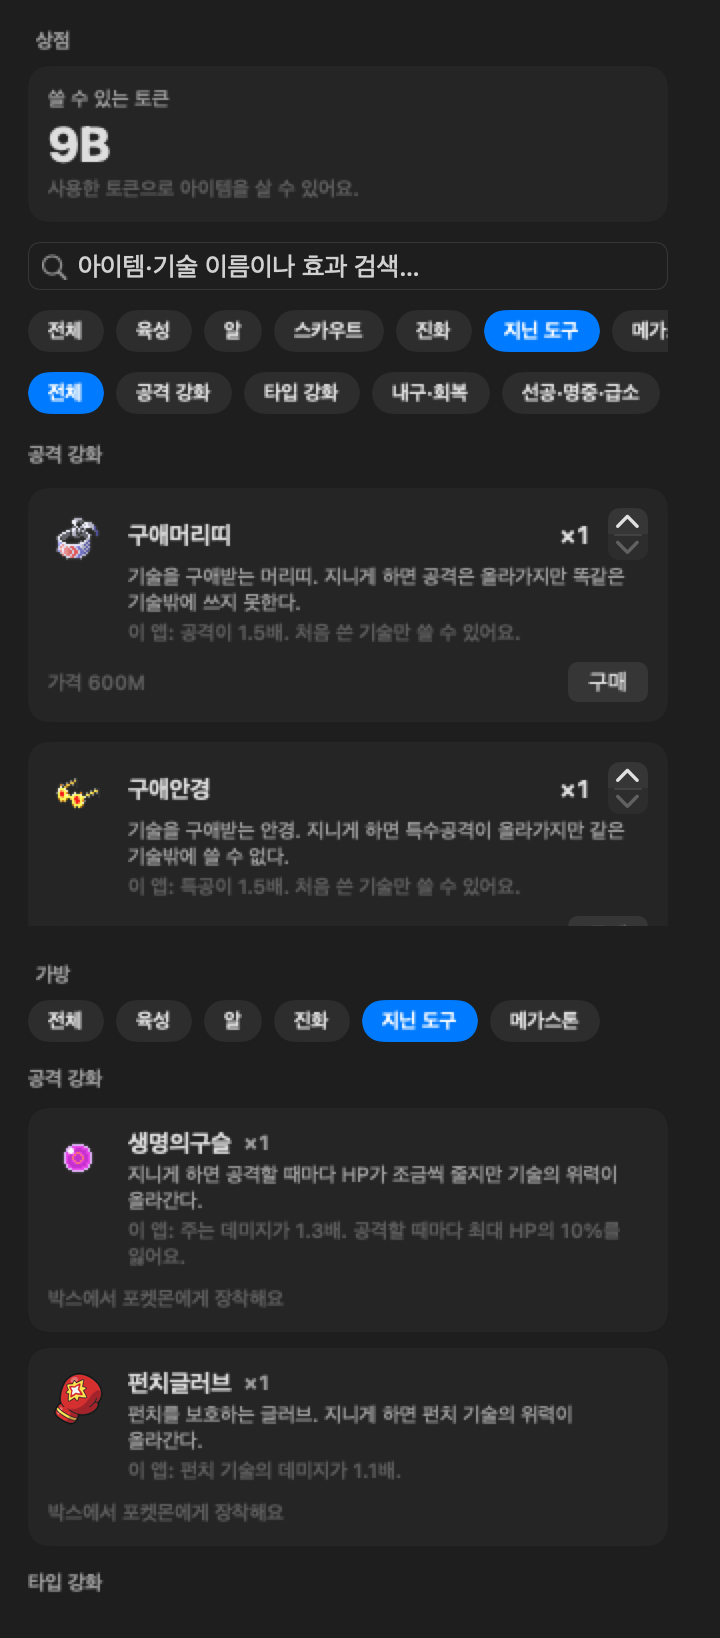 상점
쓸 수 있는 토큰
9B
사용한 토큰으로 아이템을 살 수 있어요.
아이템·기술 이름이나 효과 검색...
전체 육성 알 스카우트 진화 지닌 도구 메가
전체 공격 강화 타입 강화 내구·회복 선공·명중·급소
공격 강화
구애머리띠 ×1
기술을 구애받는 머리띠. 지니게 하면 공격은 올라가지만 똑같은
기술밖에 쓰지 못한다.
이 앱: 공격이 1.5배. 처음 쓴 기술만 쓸 수 있어요.
가격 600M 구매
구애안경 ×1
기술을 구애받는 안경. 지니게 하면 특수공격이 올라가지만 같은
기술밖에 쓸 수 없다.
이 앱: 특공이 1.5배. 처음 쓴 기술만 쓸 수 있어요.
가방
전체 육성 알 진화 지닌 도구 메가스톤
공격 강화
생명의구슬 ×1
지니게 하면 공격할 때마다 HP가 조금씩 줄지만 기술의 위력이
올라간다.
이 앱: 주는 데미지가 1.3배. 공격할 때마다 최대 HP의 10%를
잃어요.
박스에서 포켓몬에게 장착해요
펀치글러브 ×1
펀치를 보호하는 글러브. 지니게 하면 펀치 기술의 위력이
올라간다.
이 앱: 펀치 기술의 데미지가 1.1배.
박스에서 포켓몬에게 장착해요
타입 강화